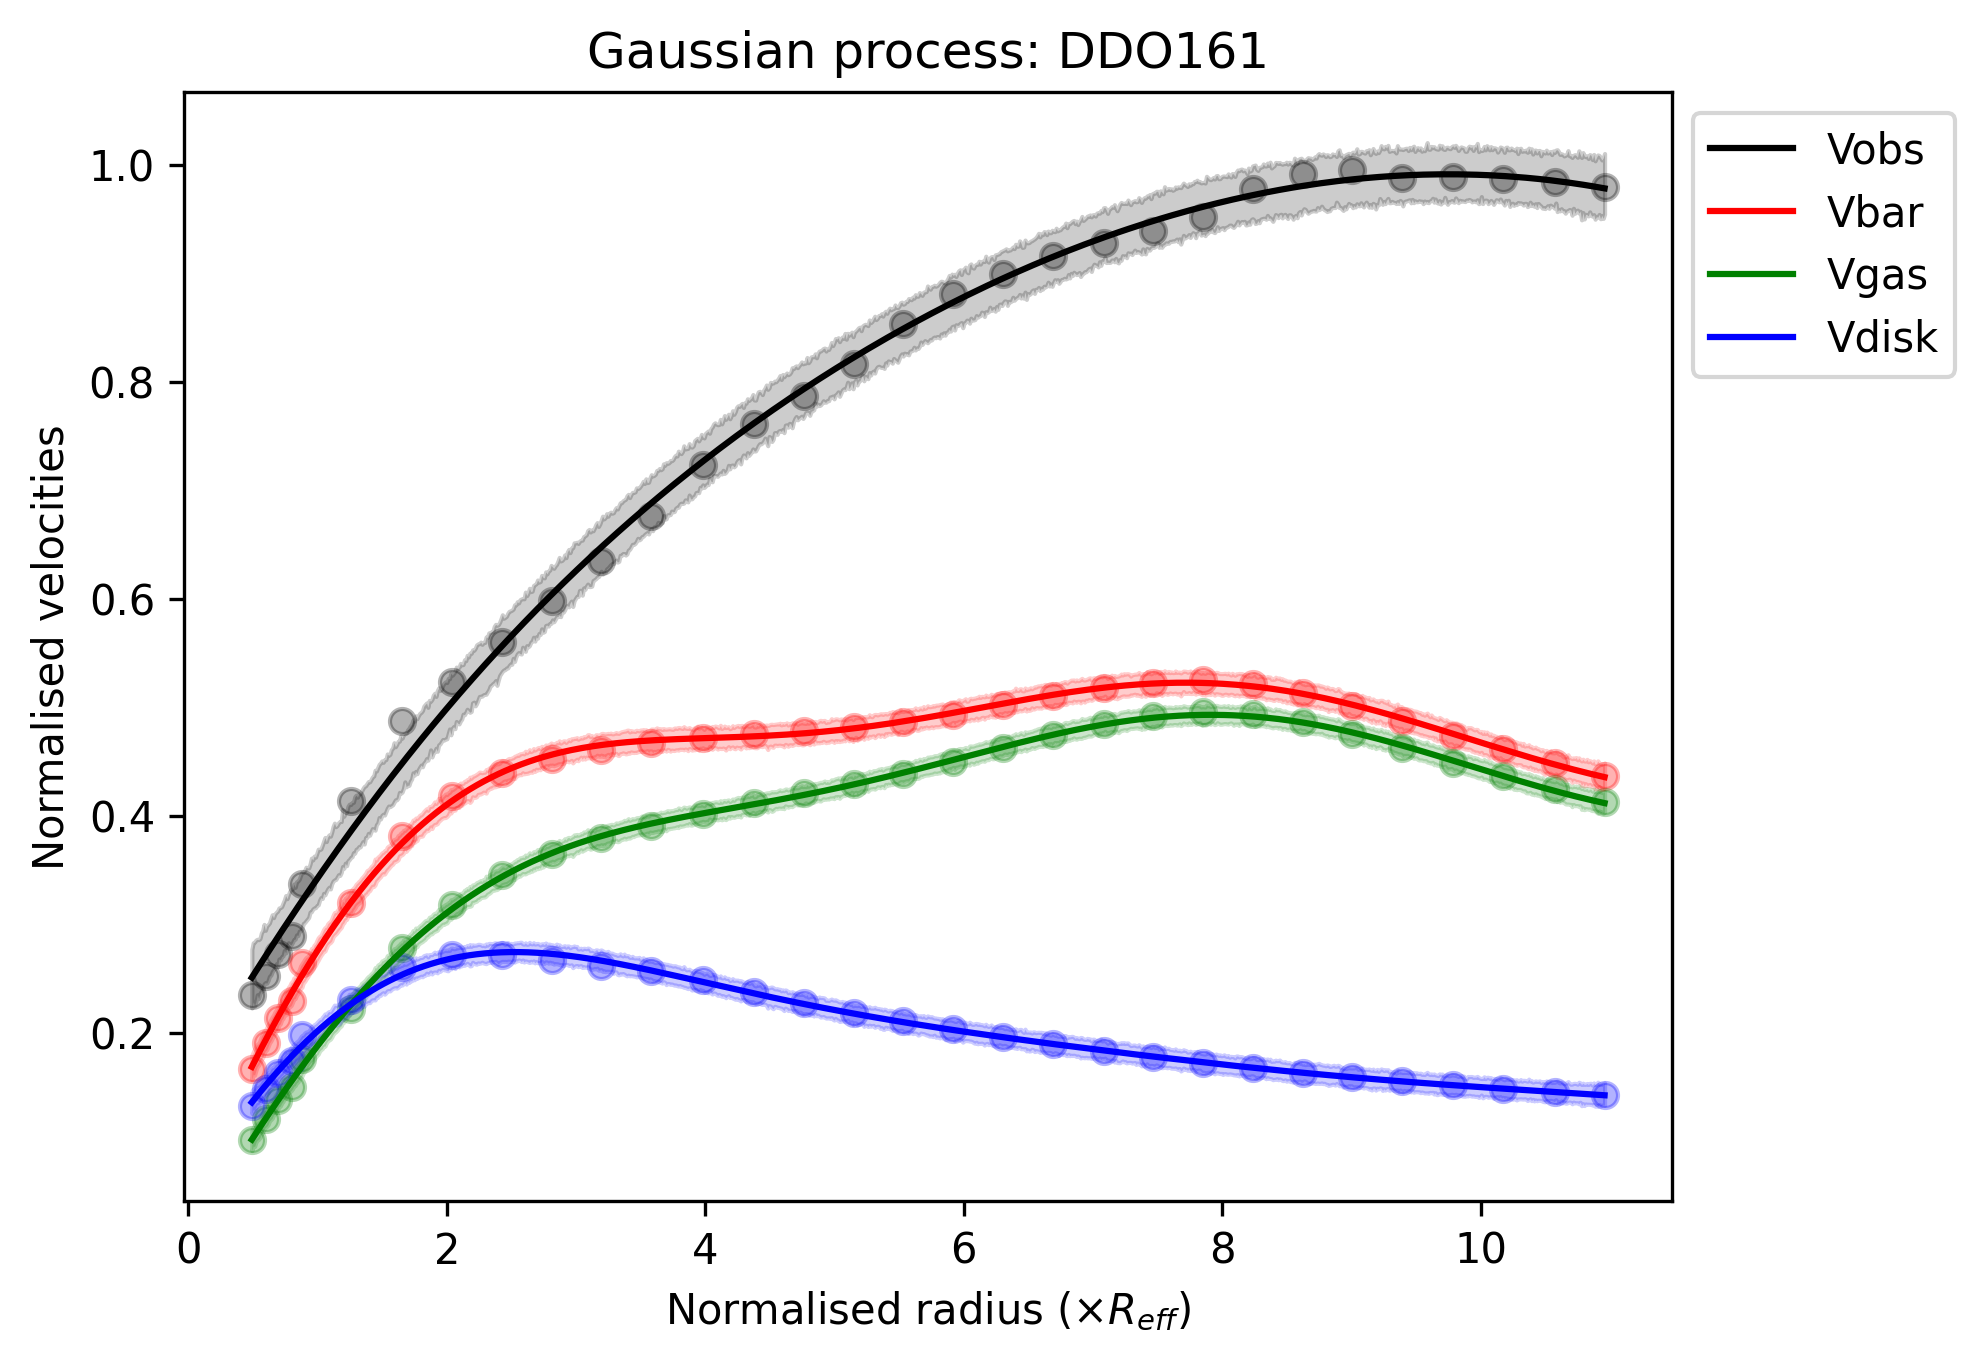 Gaussian process: DDO161
Vobs
Vbar
Vgas
Vdisk
1.0
0.8
0.6
0.4
0.2
Normalised velocities
0 2 4 6 8 10
Normalised radius (×R_eff)